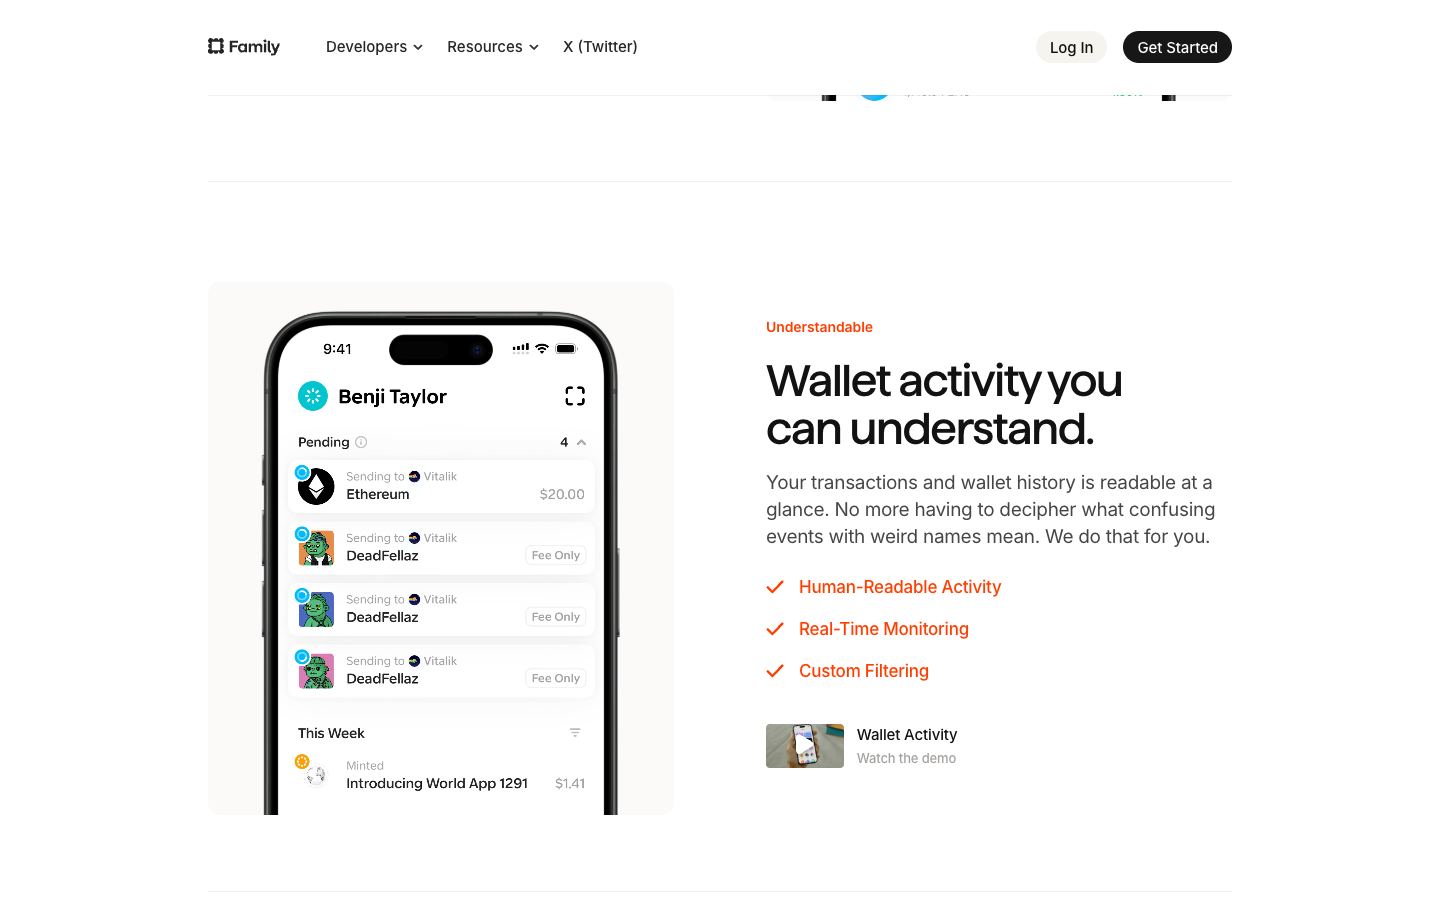 Family
Developers
Resources
X (Twitter)
Log In
Get Started
9:41
Benji Taylor
Pending
4
Sending to Vitalik
Ethereum
$20.00
Sending to Vitalik
DeadFellaz
Fee Only
Sending to Vitalik
DeadFellaz
Fee Only
Sending to Vitalik
DeadFellaz
Fee Only
This Week
Minted
Introducing World App 1291
$1.41
Understandable
Wallet activity you
can understand.
Your transactions and wallet history is readable at a
glance. No more having to decipher what confusing
events with weird names mean. We do that for you.
Human-Readable Activity
Real-Time Monitoring
Custom Filtering
Wallet Activity
Watch the demo